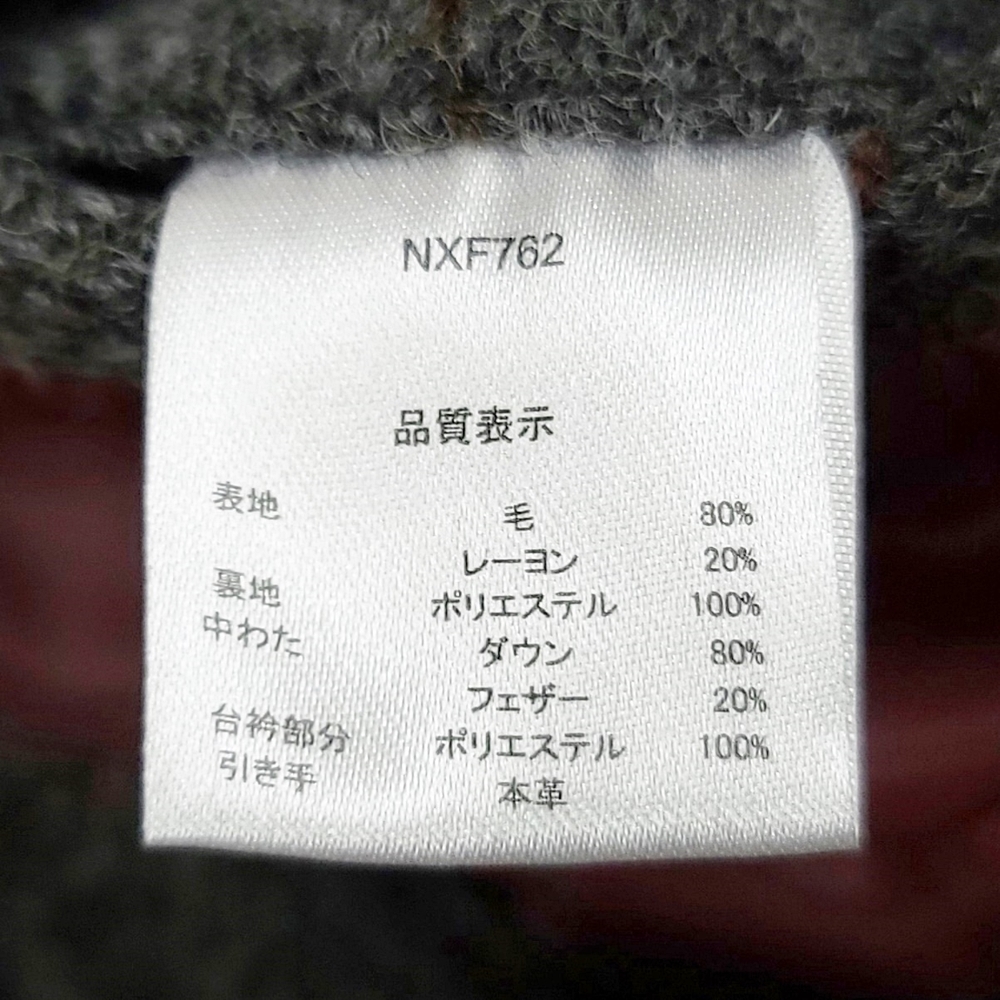 NXF762
品質表示
表地 毛 80%
レーヨン 20%
裏地 ポリエステル 100%
中わた ダウン 80%
フェザー 20%
台衿部分 ポリエステル 100%
引き手 本革